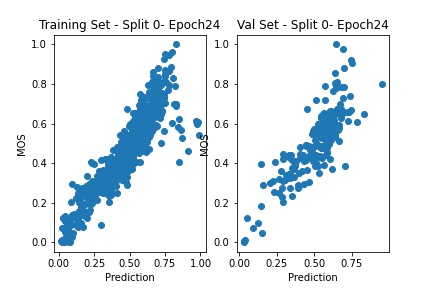 Training Set - Split 0- Epoch24
MOS
1.0
0.8
0.6
0.4
0.2
0.0
0.00 0.25 0.50 0.75 1.00
Prediction
Val Set - Split 0- Epoch24
MOS
1.0
0.8
0.6
0.4
0.2
0.0
0.00 0.25 0.50 0.75
Prediction